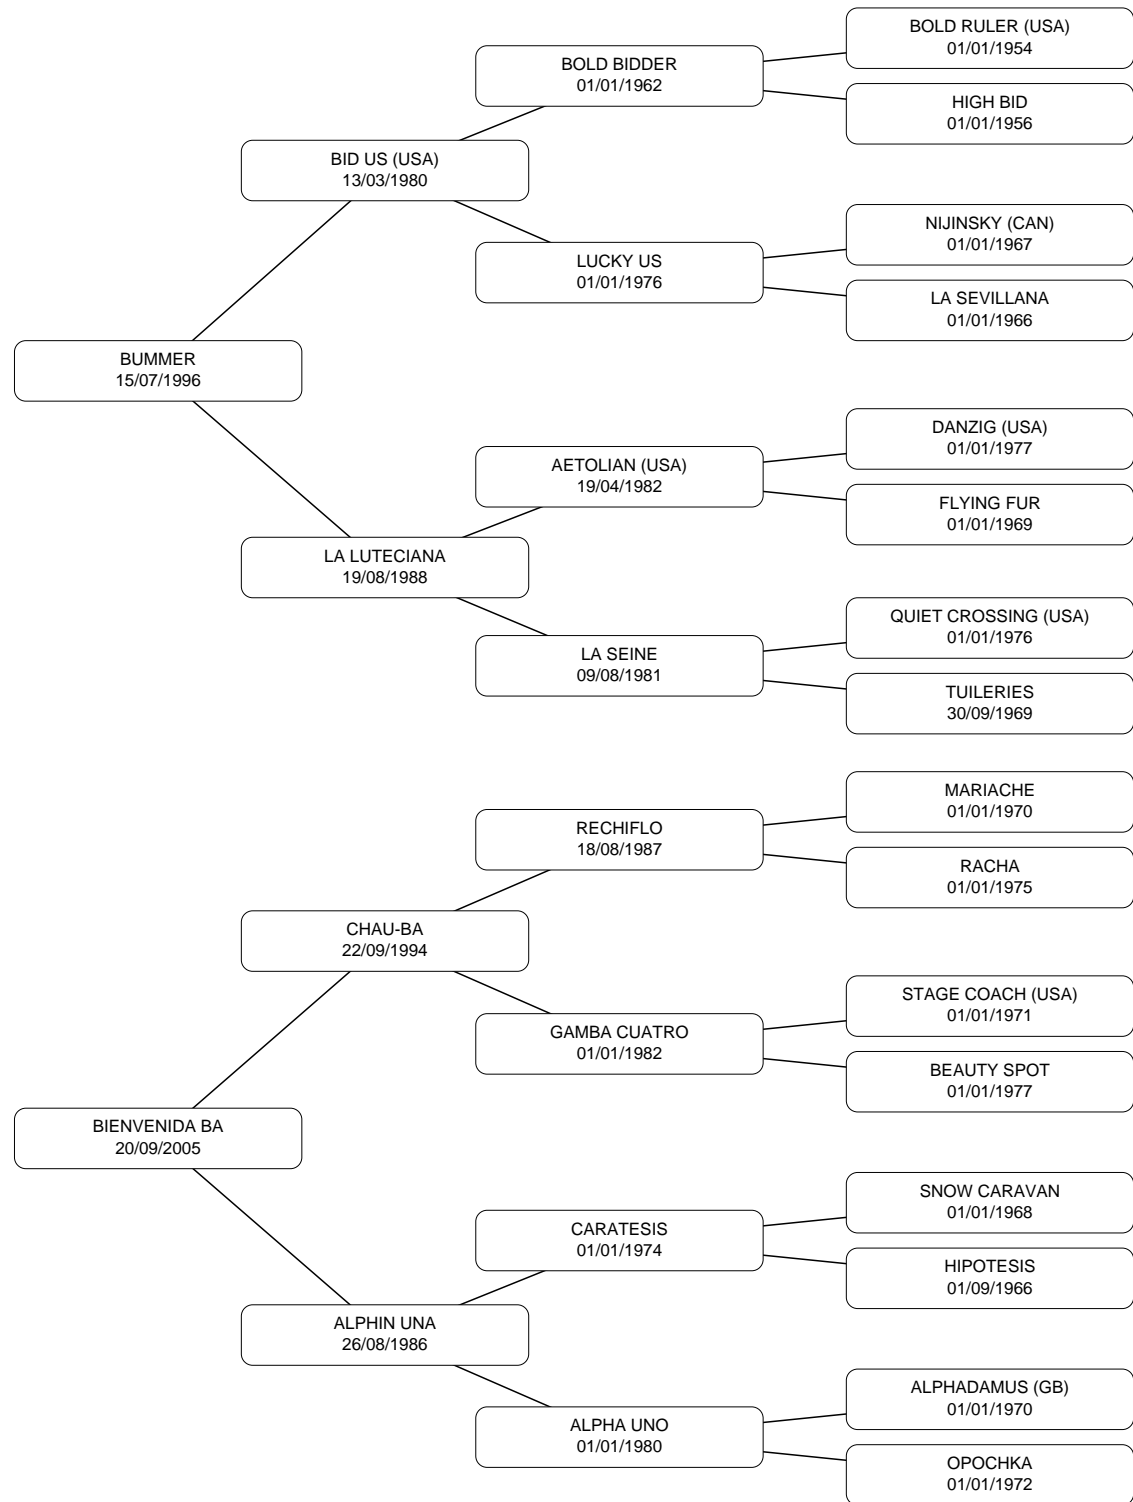 BOLD RULER (USA)
01/01/1954
BOLD BIDDER
01/01/1962
HIGH BID
01/01/1956
BID US (USA)
13/03/1980
NIJINSKY (CAN)
01/01/1967
LUCKY US
01/01/1976
LA SEVILLANA
01/01/1966
BUMMER
15/07/1996
DANZIG (USA)
01/01/1977
AETOLIAN (USA)
19/04/1982
FLYING FUR
01/01/1969
LA LUTECIANA
19/08/1988
QUIET CROSSING (USA)
01/01/1976
LA SEINE
09/08/1981
TUILERIES
30/09/1969
MARIACHE
01/01/1970
RECHIFLO
18/08/1987
RACHA
01/01/1975
CHAU-BA
22/09/1994
STAGE COACH (USA)
01/01/1971
GAMBA CUATRO
01/01/1982
BEAUTY SPOT
01/01/1977
BIENVENIDA BA
20/09/2005
SNOW CARAVAN
01/01/1968
CARATESIS
01/01/1974
HIPOTESIS
01/09/1966
ALPHIN UNA
26/08/1986
ALPHADAMUS (GB)
01/01/1970
ALPHA UNO
01/01/1980
OPOCHKA
01/01/1972